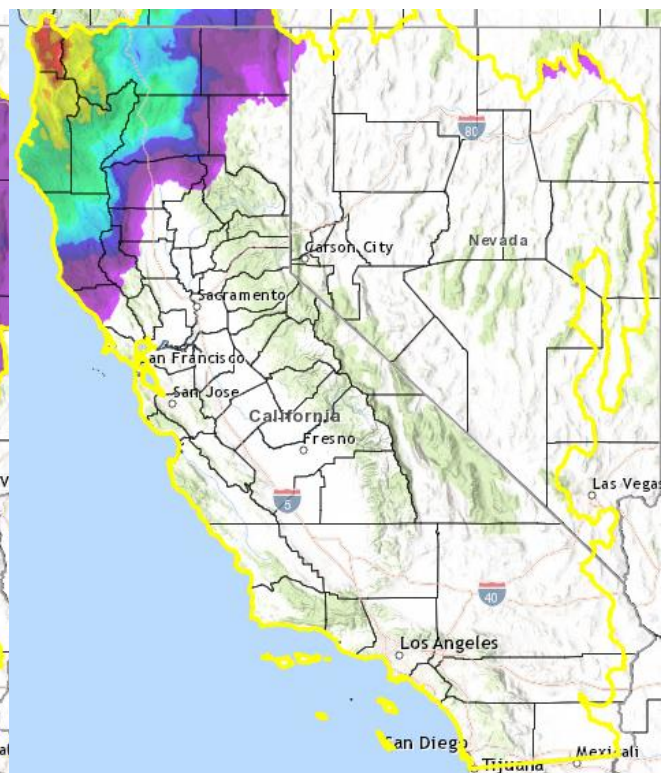 80
Carson City
Nevada
Sacramento
San Francisco
San Jose
California
Fresno
5
Las Vegas
40
Los Angeles
San Diego
Tijuana
Mexicali